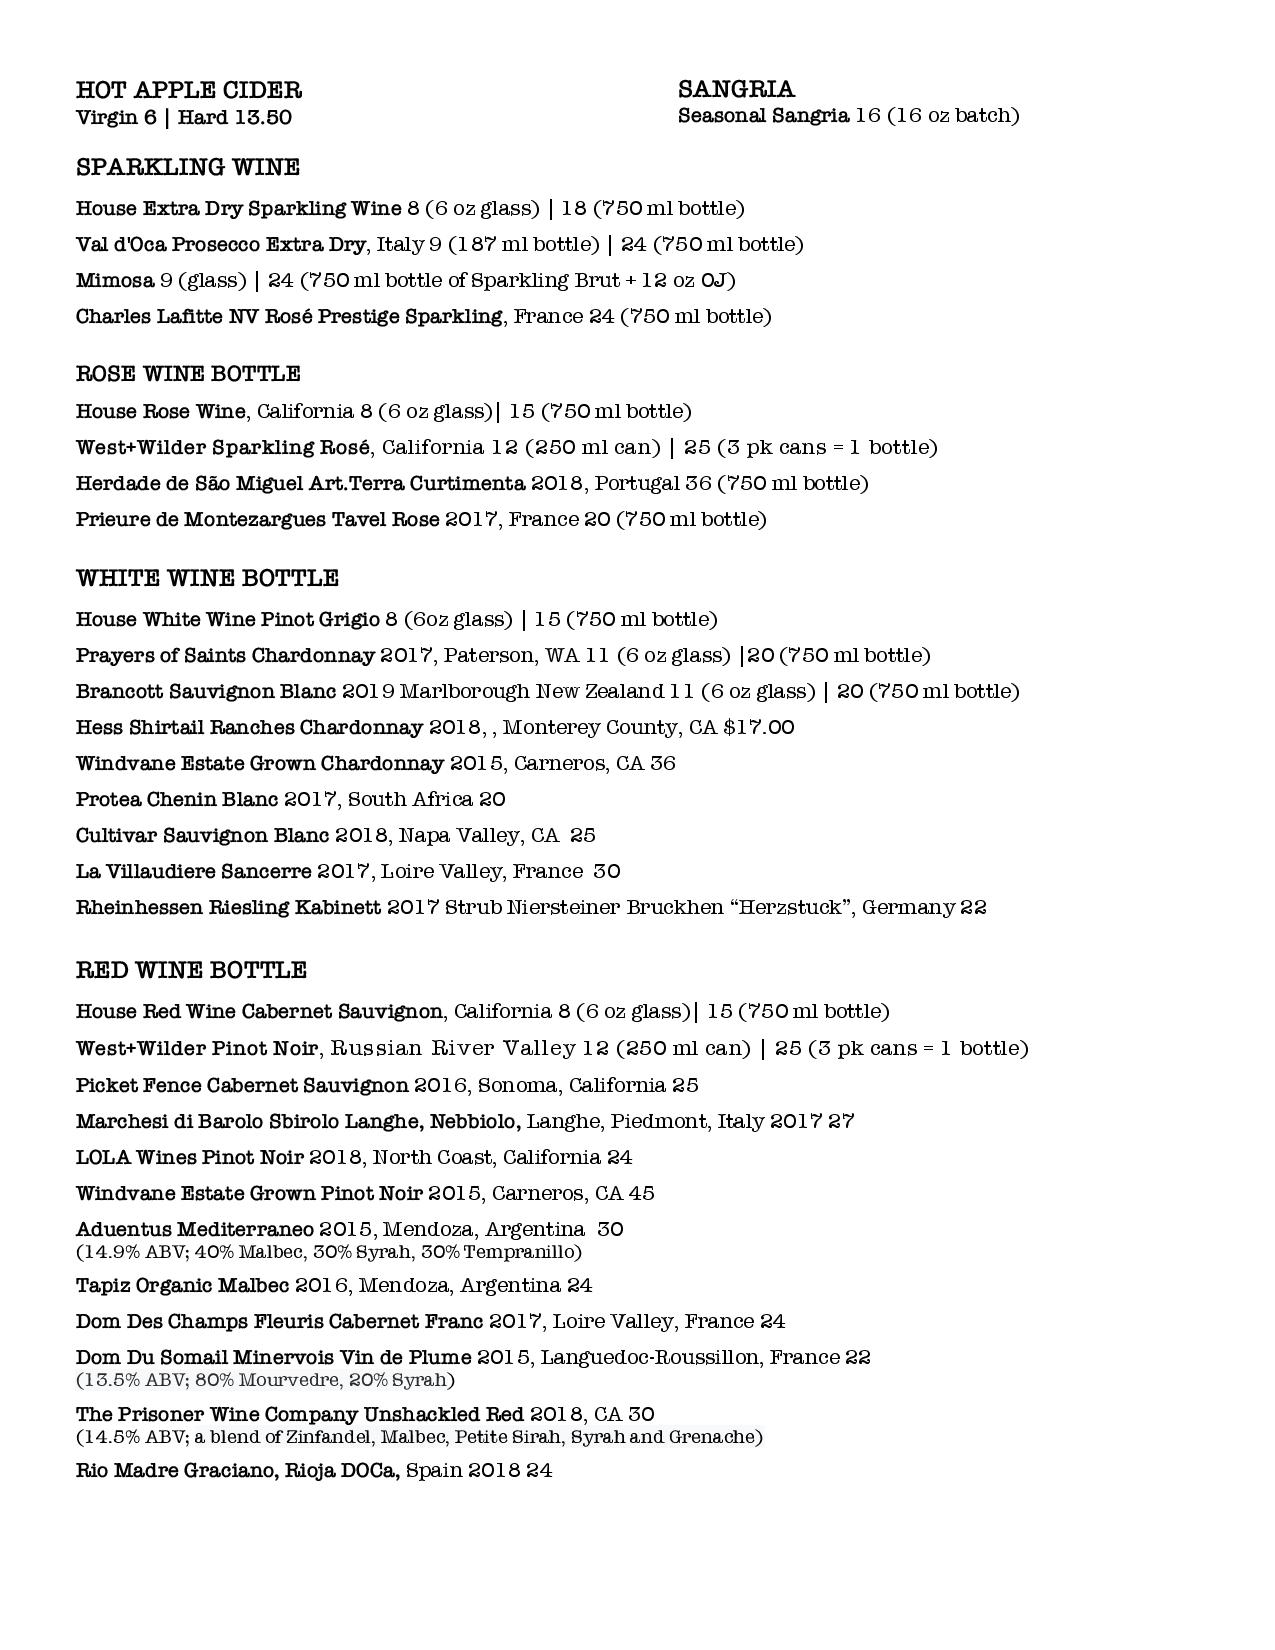 HOT APPLE CIDER
Virgin 6 | Hard 13.50
SANGRIA
Seasonal Sangria 16 (16 oz batch)
SPARKLING WINE
House Extra Dry Sparkling Wine 8 (6 oz glass) | 18 (750 ml bottle)
Val d'Oca Prosecco Extra Dry, Italy 9 (187 ml bottle) | 24 (750 ml bottle)
Mimosa 9 (glass) | 24 (750 ml bottle of Sparkling Brut + 12 oz OJ)
Charles Lafitte NV Rosé Prestige Sparkling, France 24 (750 ml bottle)
ROSE WINE BOTTLE
House Rose Wine, California 8 (6 oz glass)| 15 (750 ml bottle)
West+Wilder Sparkling Rosé, California 12 (250 ml can) | 25 (3 pk cans = 1 bottle)
Herdade de São Miguel Art.Terra Curtimenta 2018, Portugal 36 (750 ml bottle)
Prieure de Montezargues Tavel Rose 2017, France 20 (750 ml bottle)
WHITE WINE BOTTLE
House White Wine Pinot Grigio 8 (6oz glass) | 15 (750 ml bottle)
Prayers of Saints Chardonnay 2017, Paterson, WA 11 (6 oz glass) |20 (750 ml bottle)
Brancott Sauvignon Blanc 2019 Marlborough New Zealand 11 (6 oz glass) | 20 (750 ml bottle)
Hess Shirtail Ranches Chardonnay 2018, , Monterey County, CA $17.00
Windvane Estate Grown Chardonnay 2015, Carneros, CA 36
Protea Chenin Blanc 2017, South Africa 20
Cultivar Sauvignon Blanc 2018, Napa Valley, CA 25
La Villaudiere Sancerre 2017, Loire Valley, France 30
Rheinhessen Riesling Kabinett 2017 Strub Niersteiner Bruckhen “Herzstuck”, Germany 22
RED WINE BOTTLE
House Red Wine Cabernet Sauvignon, California 8 (6 oz glass)| 15 (750 ml bottle)
West+Wilder Pinot Noir, Russian River Valley 12 (250 ml can) | 25 (3 pk cans = 1 bottle)
Picket Fence Cabernet Sauvignon 2016, Sonoma, California 25
Marchesi di Barolo Sbirolo Langhe, Nebbiolo, Langhe, Piedmont, Italy 2017 27
LOLA Wines Pinot Noir 2018, North Coast, California 24
Windvane Estate Grown Pinot Noir 2015, Carneros, CA 45
Aduentus Mediterraneo 2015, Mendoza, Argentina 30
(14.9% ABV; 40% Malbec, 30% Syrah, 30% Tempranillo)
Tapiz Organic Malbec 2016, Mendoza, Argentina 24
Dom Des Champs Fleuris Cabernet Franc 2017, Loire Valley, France 24
Dom Du Somail Minervois Vin de Plume 2015, Languedoc-Roussillon, France 22
(13.5% ABV; 80% Mourvedre, 20% Syrah)
The Prisoner Wine Company Unshackled Red 2018, CA 30
(14.5% ABV; a blend of Zinfandel, Malbec, Petite Sirah, Syrah and Grenache)
Rio Madre Graciano, Rioja DOCa, Spain 2018 24